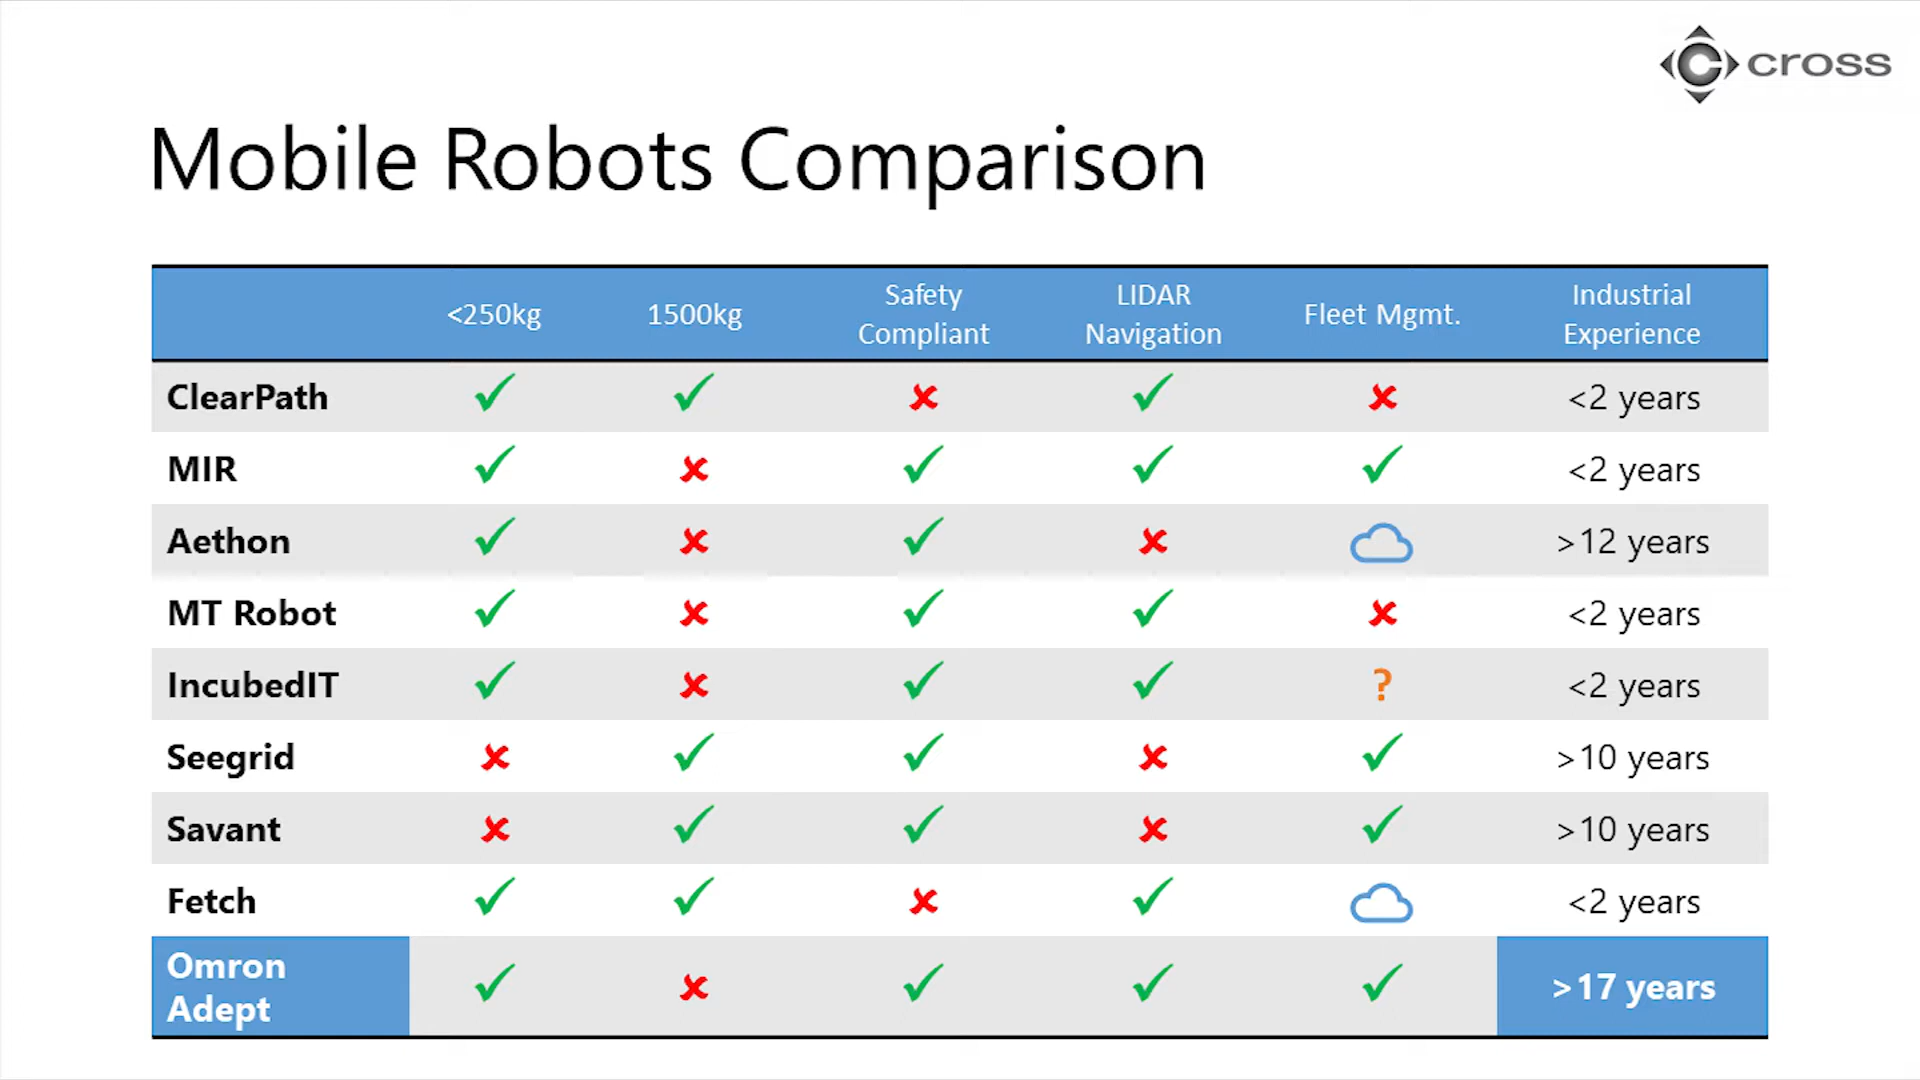 cross
Mobile Robots Comparison
<250kg 1500kg Safety Compliant LIDAR Navigation Fleet Mgmt. Industrial Experience
ClearPath ✓ ✓ ✘ ✓ ✘ <2 years
MIR ✓ ✘ ✓ ✓ ✓ <2 years
Aethon ✓ ✘ ✓ ✘ >12 years
MT Robot ✓ ✘ ✓ ✓ ✘ <2 years
IncubedIT ✓ ✘ ✓ ✓ ? <2 years
Seegrid ✘ ✓ ✓ ✘ ✓ >10 years
Savant ✘ ✓ ✓ ✘ ✓ >10 years
Fetch ✓ ✓ ✘ ✓ <2 years
Omron Adept ✓ ✘ ✓ ✓ ✓ >17 years